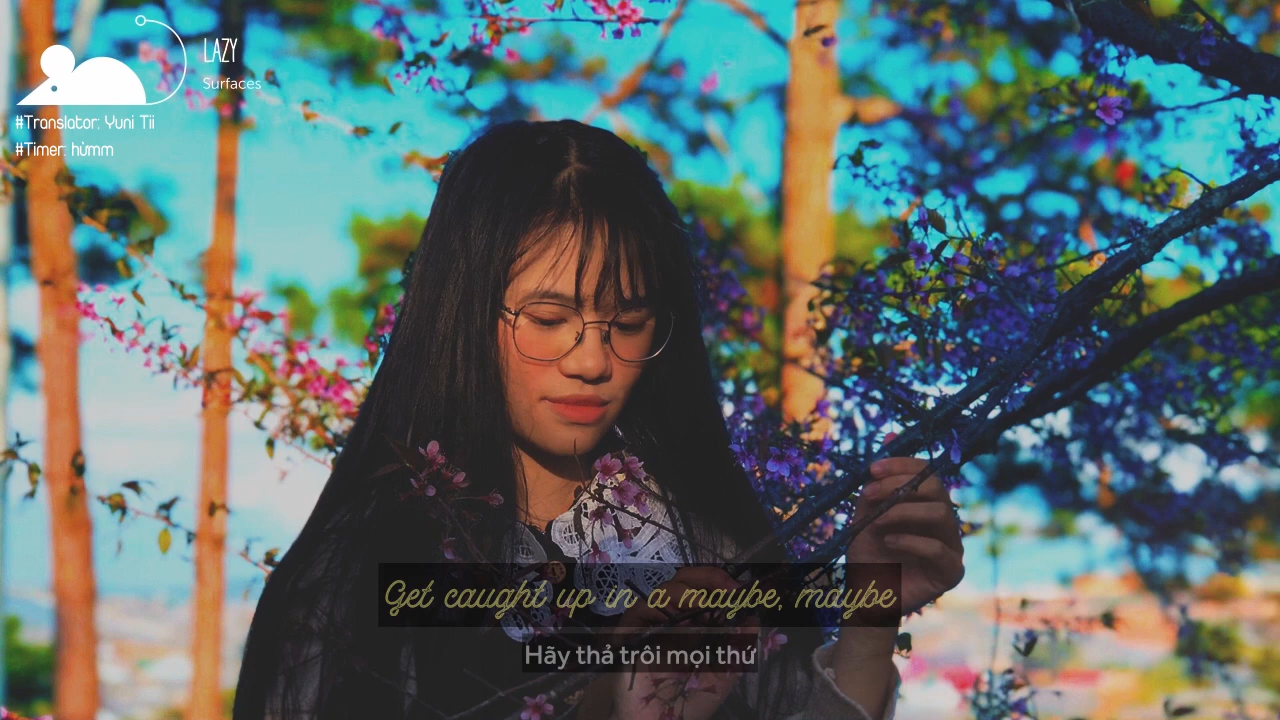 LAZY
Surfaces
#Translator: Yuni Tii
#Timer: hừmm
Get caught up in a maybe, maybe
Hãy thả trôi mọi thứ